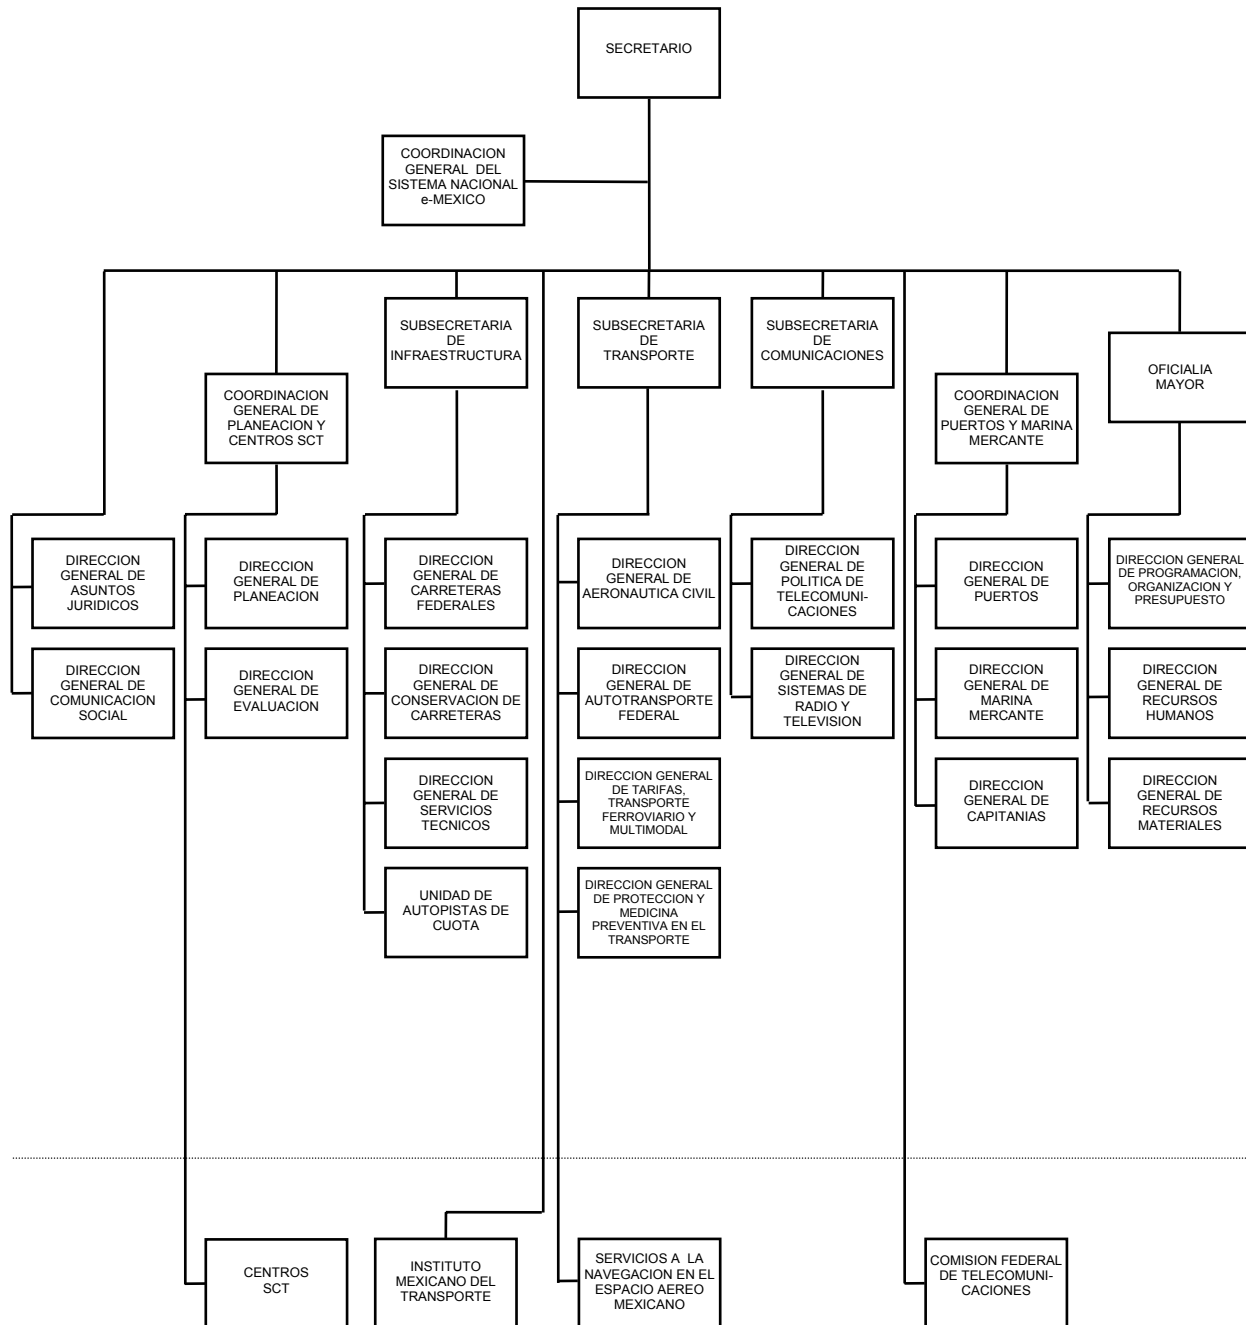 SECRETARIO
COORDINACION
GENERAL DEL
SISTEMA NACIONAL
e-MEXICO
SUBSECRETARIA
DE
INFRAESTRUCTURA
SUBSECRETARIA
DE
TRANSPORTE
SUBSECRETARIA
DE
COMUNICACIONES
OFICIALIA
MAYOR
COORDINACION
GENERAL DE
PLANEACION Y
CENTROS SCT
COORDINACION
GENERAL DE
PUERTOS Y MARINA
MERCANTE
DIRECCION
GENERAL DE
ASUNTOS
JURIDICOS
DIRECCION
GENERAL DE
PLANEACION
DIRECCION
GENERAL DE
CARRETERAS
FEDERALES
DIRECCION
GENERAL DE
AERONAUTICA CIVIL
DIRECCION
GENERAL DE
POLITICA DE
TELECOMUNI-
CACIONES
DIRECCION
GENERAL DE
PUERTOS
DIRECCION GENERAL
DE PROGRAMACION,
ORGANIZACION Y
PRESUPUESTO
DIRECCION
GENERAL DE
COMUNICACION
SOCIAL
DIRECCION
GENERAL DE
EVALUACION
DIRECCION
GENERAL DE
CONSERVACION DE
CARRETERAS
DIRECCION
GENERAL DE
AUTOTRANSPORTE
FEDERAL
DIRECCION
GENERAL DE
SISTEMAS DE
RADIO Y
TELEVISION
DIRECCION
GENERAL DE
MARINA
MERCANTE
DIRECCION
GENERAL DE
RECURSOS
HUMANOS
DIRECCION
GENERAL DE
SERVICIOS
TECNICOS
DIRECCION GENERAL
DE TARIFAS,
TRANSPORTE
FERROVIARIO Y
MULTIMODAL
DIRECCION
GENERAL DE
CAPITANIAS
DIRECCION
GENERAL DE
RECURSOS
MATERIALES
UNIDAD DE
AUTOPISTAS DE
CUOTA
DIRECCION GENERAL
DE PROTECCION Y
MEDICINA
PREVENTIVA EN EL
TRANSPORTE
CENTROS
SCT
INSTITUTO
MEXICANO DEL
TRANSPORTE
SERVICIOS A LA
NAVEGACION EN EL
ESPACIO AEREO
MEXICANO
COMISION FEDERAL
DE TELECOMUNI-
CACIONES